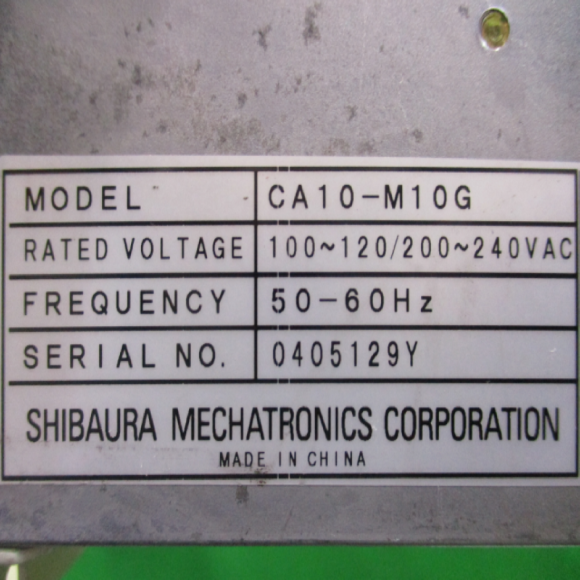 MODEL CA10-M10G
RATED VOLTAGE 100~120/200~240VAC
FREQUENCY 50-60Hz
SERIAL NO. 0405129Y
SHIBAURA MECHATRONICS CORPORATION
MADE IN CHINA